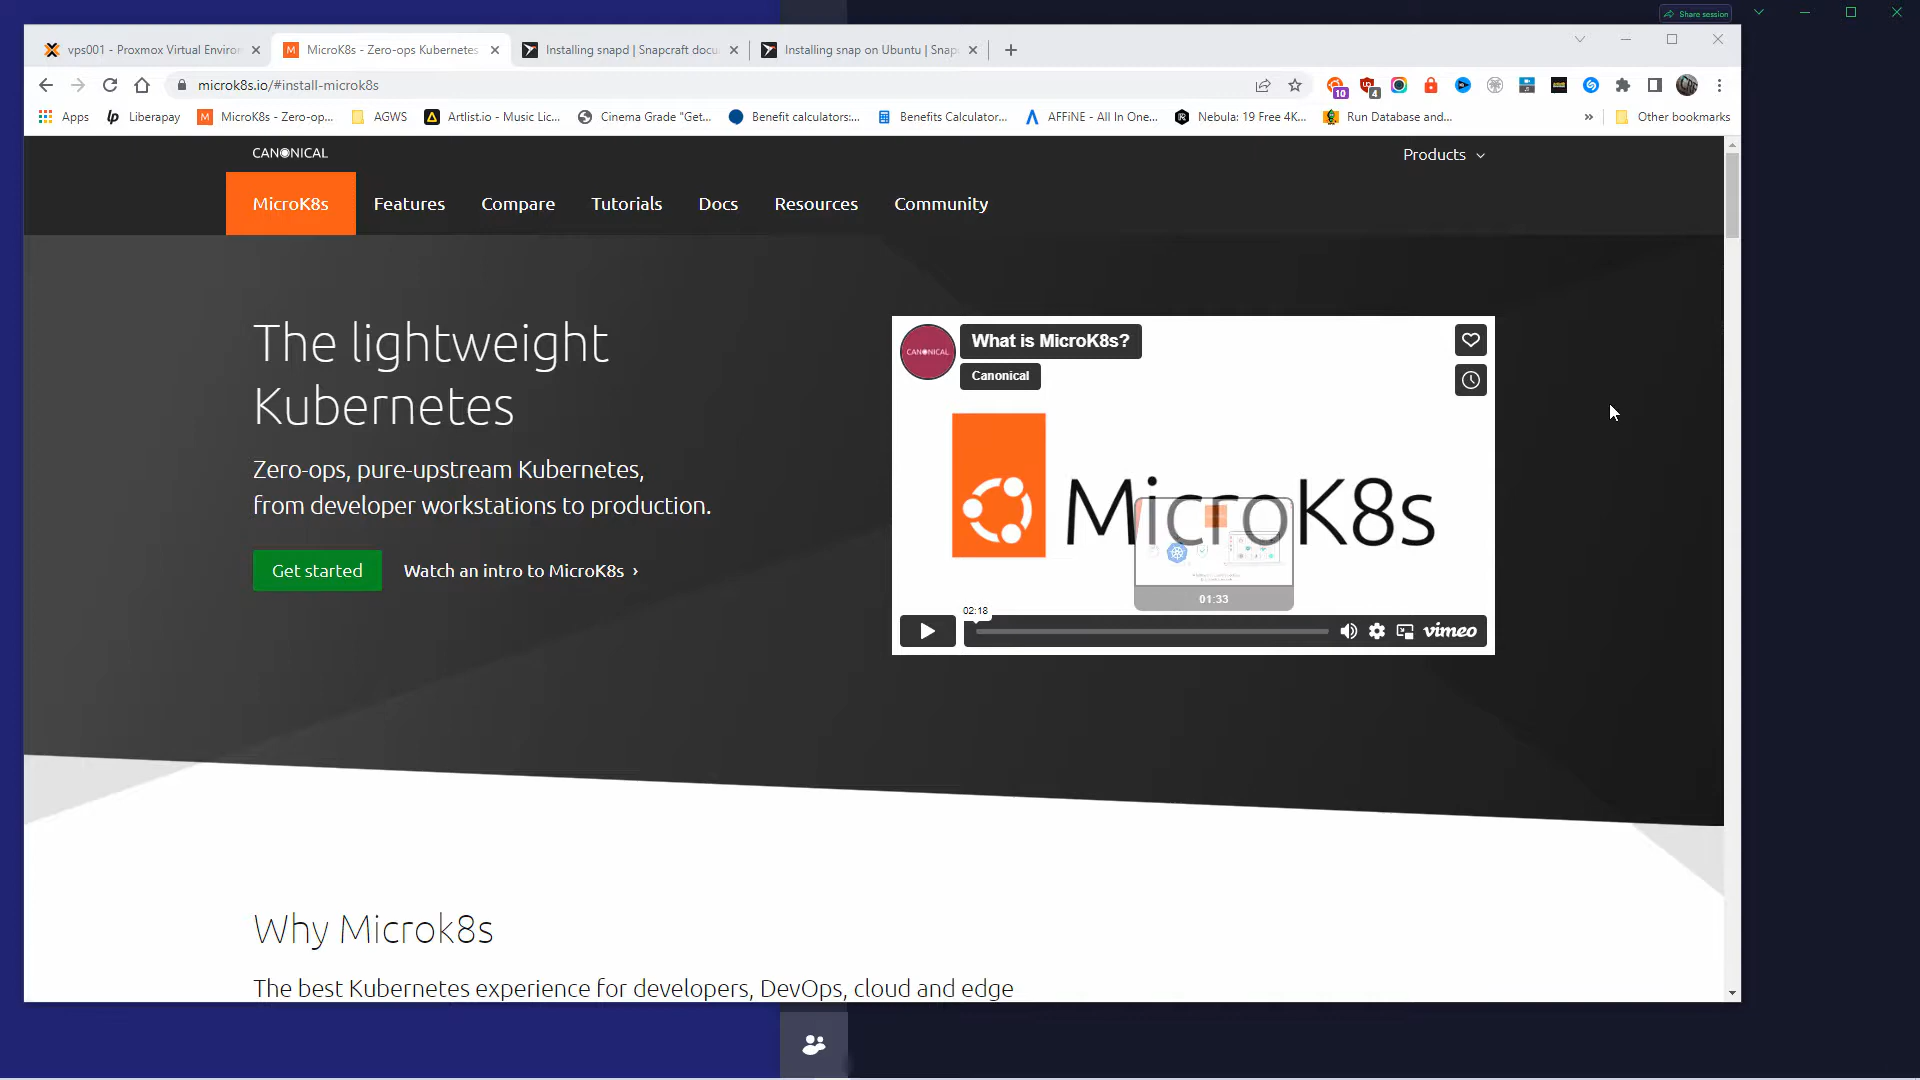 Share session
vps001 - Proxmox Virtual Enviror
MicroK8s - Zero-ops Kubernetes
Installing snapd | Snapcraft docu
Installing snap on Ubuntu | Snap
microk8s.io/#install-microk8s
10
4
Apps
Liberapay
MicroK8s - Zero-op...
AGWS
Artlist.io - Music Lic...
Cinema Grade "Get...
Benefit calculators:...
Benefits Calculator...
AFFiNE - All In One...
Nebula: 19 Free 4K...
Run Database and...
»
Other bookmarks
CANONICAL
Products
MicroK8s
Features
Compare
Tutorials
Docs
Resources
Community
The lightweight
Kubernetes
Zero-ops, pure-upstream Kubernetes,
from developer workstations to production.
Get started
Watch an intro to MicroK8s ›
CANONICAL
What is MicroK8s?
Canonical
MicroK8s
01:33
02:18
vimeo
Why Microk8s
The best Kubernetes experience for developers, DevOps, cloud and edge